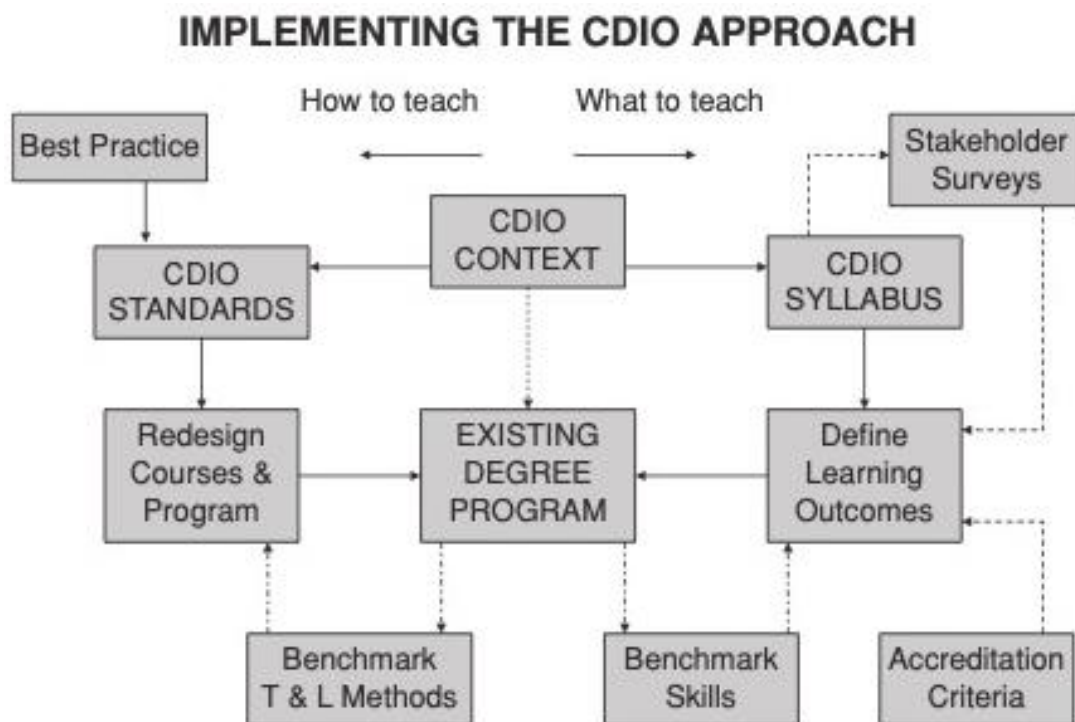 IMPLEMENTING THE CDIO APPROACH
How to teach
What to teach
Best Practice
Stakeholder
Surveys
CDIO
CONTEXT
CDIO
STANDARDS
CDIO
SYLLABUS
Redesign
Courses &
Program
EXISTING
DEGREE
PROGRAM
Define
Learning
Outcomes
Benchmark
T & L Methods
Benchmark
Skills
Accreditation
Criteria